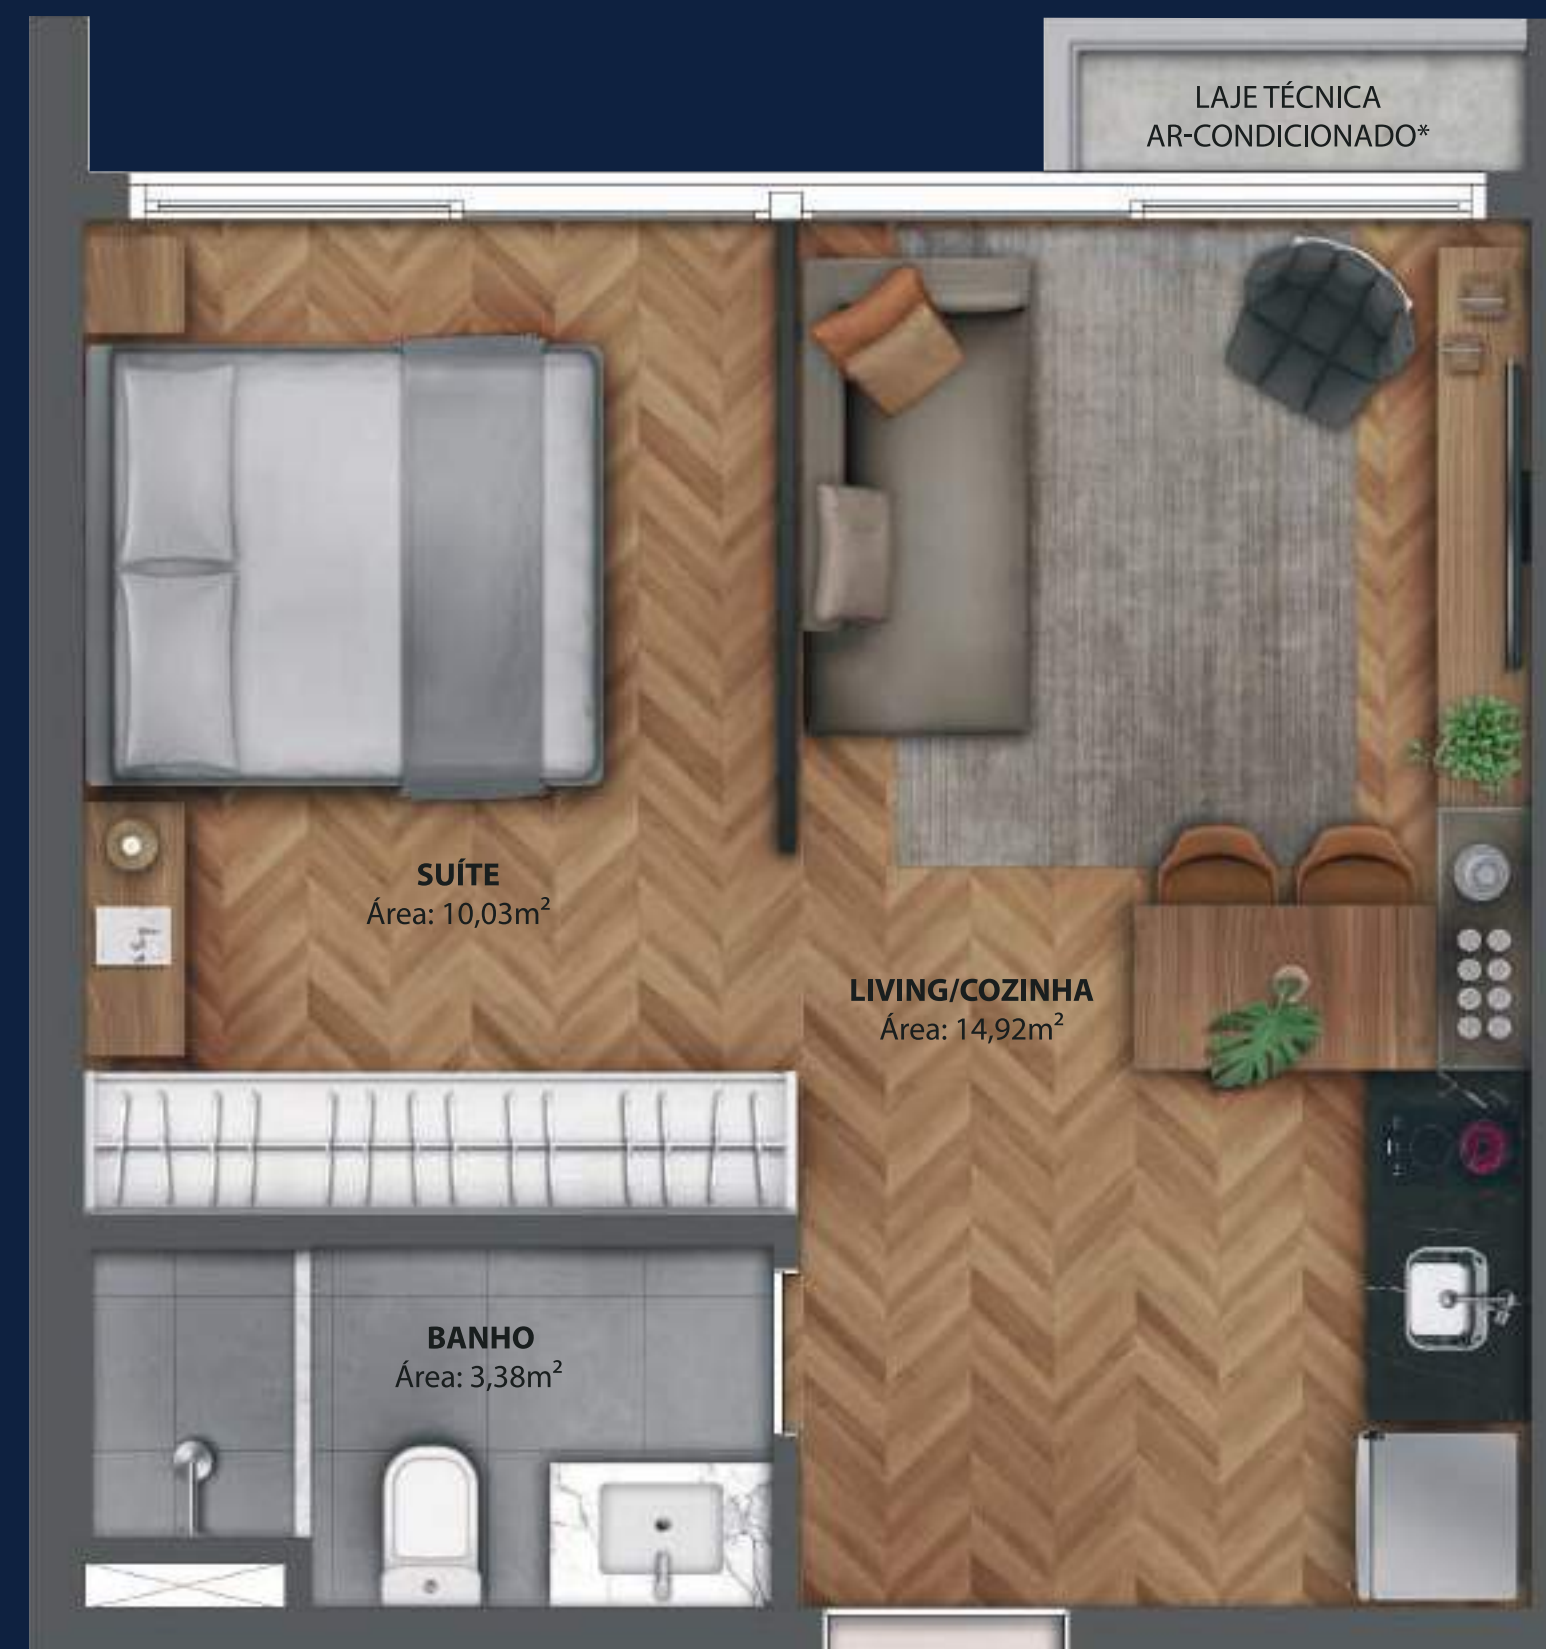 LAJE TÉCNICA
AR-CONDICIONADO*
SUÍTE
Área: 10,03m²
LIVING/COZINHA
Área: 14,92m²
BANHO
Área: 3,38m²